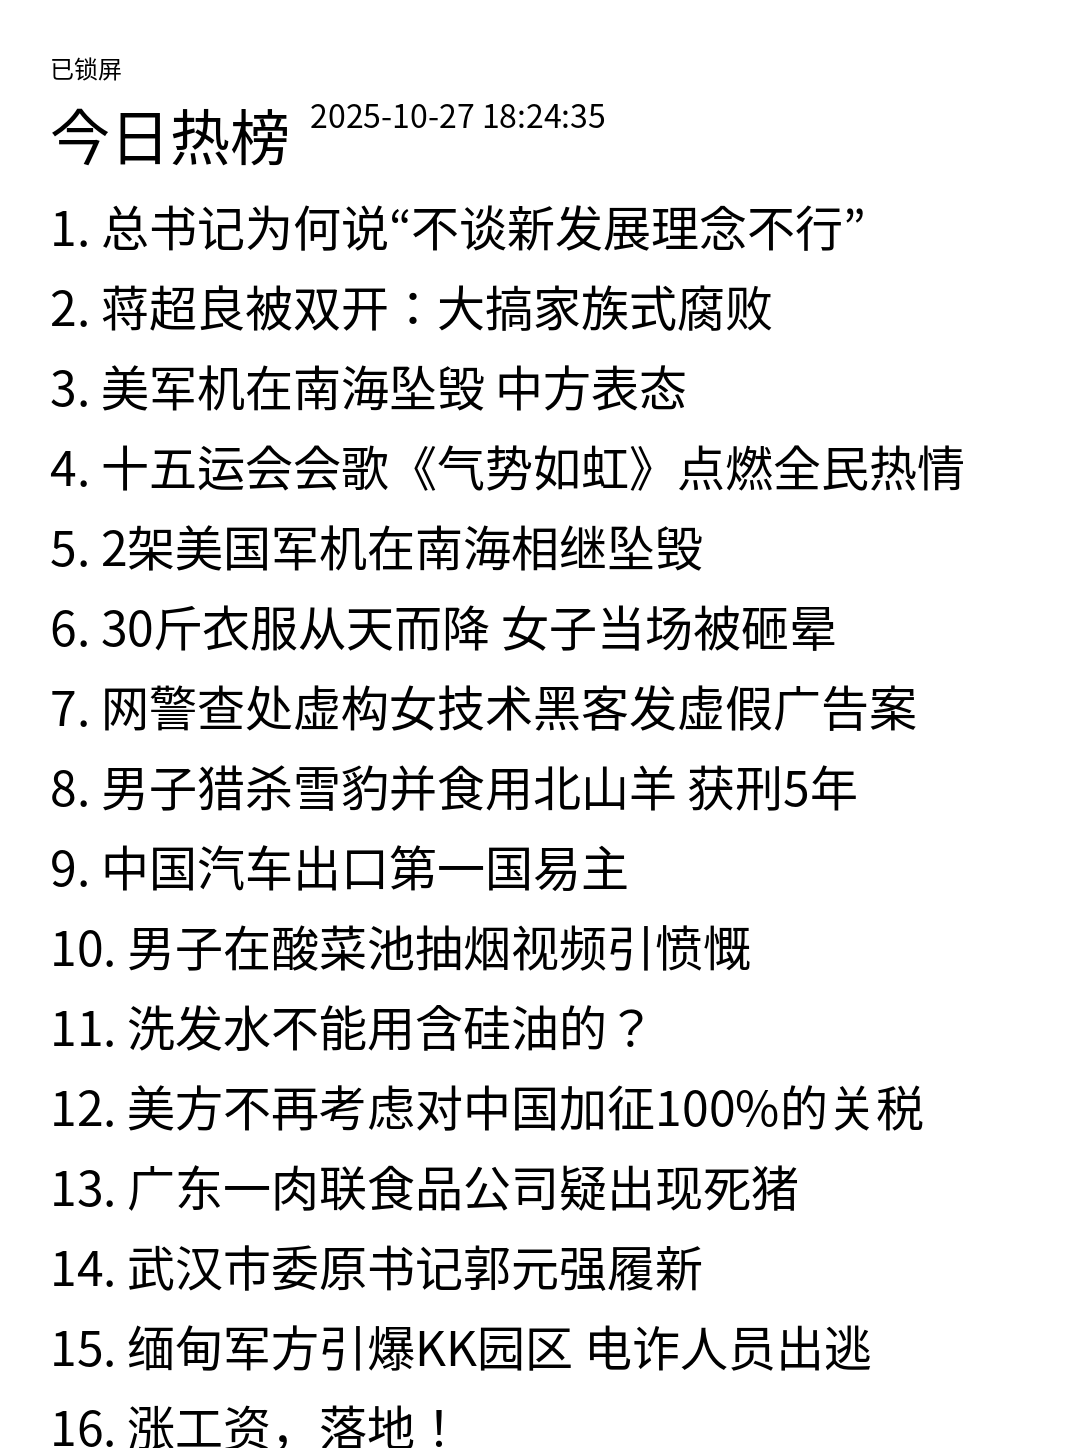 已锁屏
今日热榜 2025-10-27 18:24:35
1. 总书记为何说“不谈新发展理念不行”
2. 蒋超良被双开：大搞家族式腐败
3. 美军机在南海坠毁 中方表态
4. 十五运会会歌《气势如虹》点燃全民热情
5. 2架美国军机在南海相继坠毁
6. 30斤衣服从天而降 女子当场被砸晕
7. 网警查处虚构女技术黑客发虚假广告案
8. 男子猎杀雪豹并食用北山羊 获刑5年
9. 中国汽车出口第一国易主
10. 男子在酸菜池抽烟视频引愤慨
11. 洗发水不能用含硅油的？
12. 美方不再考虑对中国加征100%的关税
13. 广东一肉联食品公司疑出现死猪
14. 武汉市委原书记郭元强履新
15. 缅甸军方引爆KK园区 电诈人员出逃
16. 涨工资，落地！